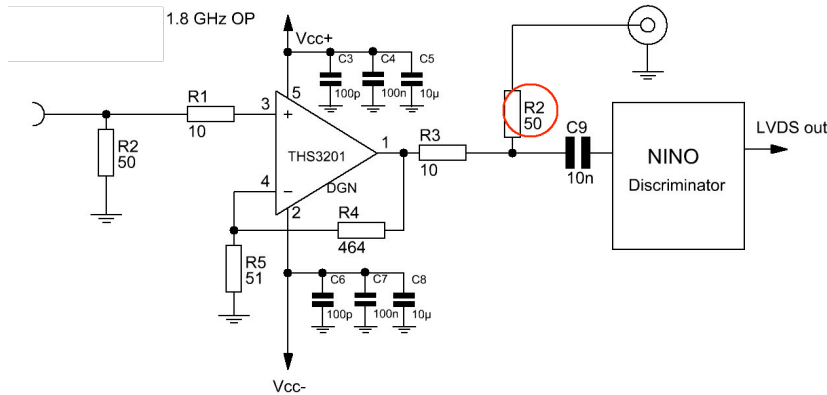 1.8 GHz OP
Vcc+
C3
C4
C5
100p
100n
10µ
5
R1
10
3
+
R2
50
THS3201
1
R3
10
R2
50
C9
10n
NINO
Discriminator
LVDS out
4
−
DGN
2
R4
464
R5
51
C6
C7
C8
100p
100n
10µ
Vcc-